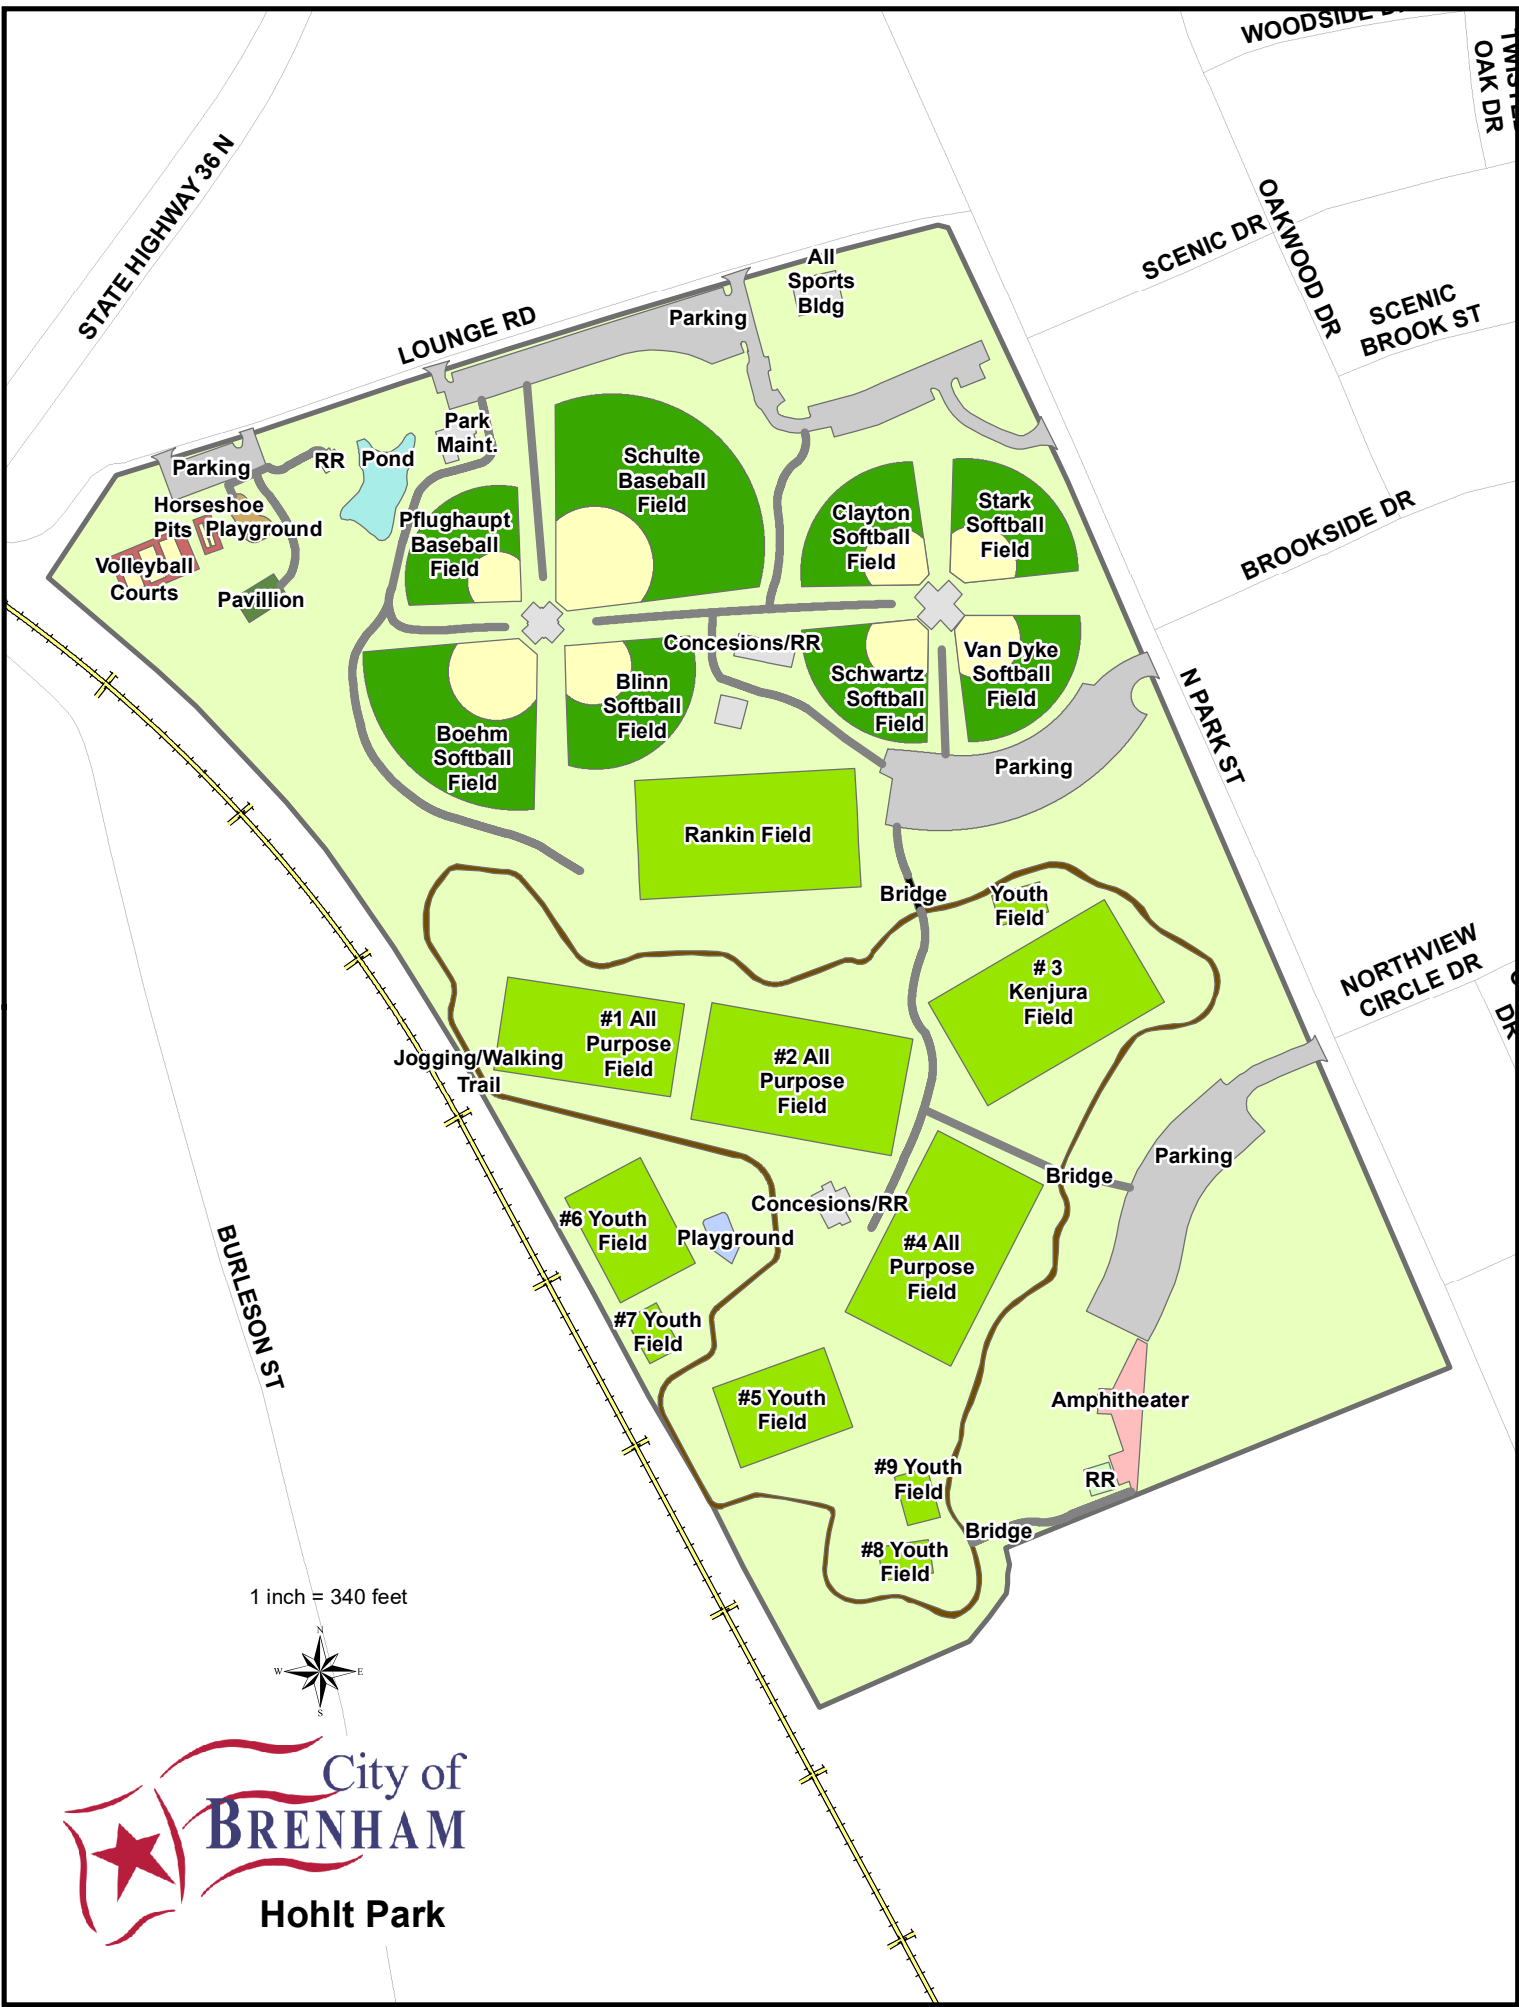 WOODSIDE DR
OAK DR
STATE HIGHWAY 36 N
OAKWOOD DR
SCENIC DR
SCENIC
BROOK ST
All
Sports
Bldg
LOUNGE RD
Parking
Park
Maint.
Parking
RR
Pond
Schulte
Baseball
Field
Horseshoe
Pits
Playground
Pflughaupt
Baseball
Field
Clayton
Softball
Field
Stark
Softball
Field
BROOKSIDE DR
Volleyball
Courts
Pavillion
Concesions/RR
Van Dyke
Softball
Field
Schwartz
Softball
Field
Blinn
Softball
Field
Boehm
Softball
Field
N PARK ST
Parking
Rankin Field
Bridge
Youth
Field
# 3
Kenjura
Field
NORTHVIEW
CIRCLE DR
DR
#1 All
Purpose
Field
Jogging/Walking
Trail
#2 All
Purpose
Field
Parking
Bridge
Concesions/RR
#6 Youth
Field
Playground
#4 All
Purpose
Field
BURLESON ST
#7 Youth
Field
#5 Youth
Field
Amphitheater
#9 Youth
Field
RR
Bridge
#8 Youth
Field
1 inch = 340 feet
N
W
E
S
City of
BRENHAM
Hohlt Park